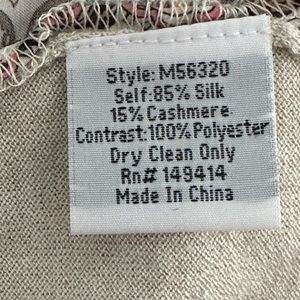 Style: M56320
Self:85% Silk
15% Cashmere
Contrast:100% Polyester
Dry Clean Only
Rn# 149414
Made In China